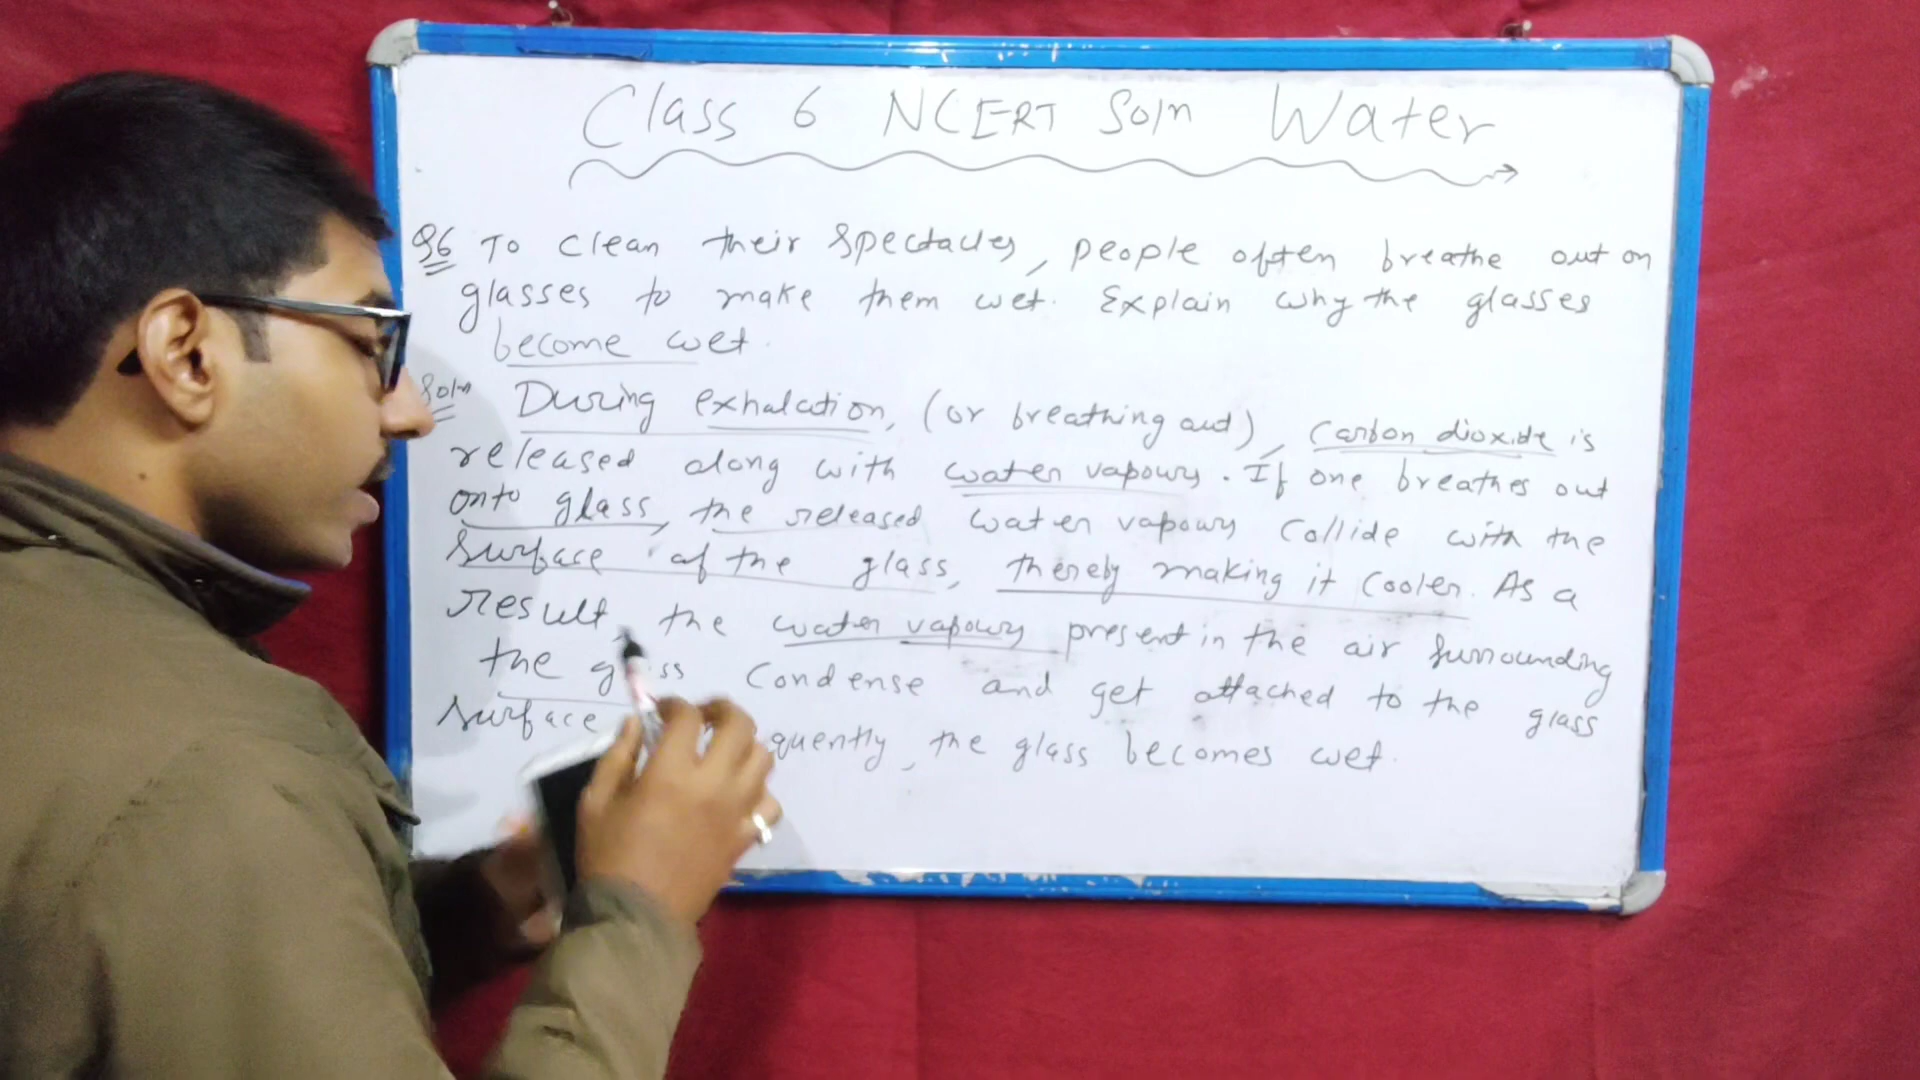 Class 6 NCERT Soln Water
Q6 To clean their spectacles, people often breathe out on
glasses to make them wet. Explain why the glasses
become wet.
Soln During exhalation, (or breathing out), Carbon dioxide is
released along with water vapours. If one breathes out
onto glass, the released water vapours collide with the
surface of the glass, thereby making it cooler. As a
result, the water vapours present in the air surrounding
the condense and get attached to the glass
surface the glass becomes wet.